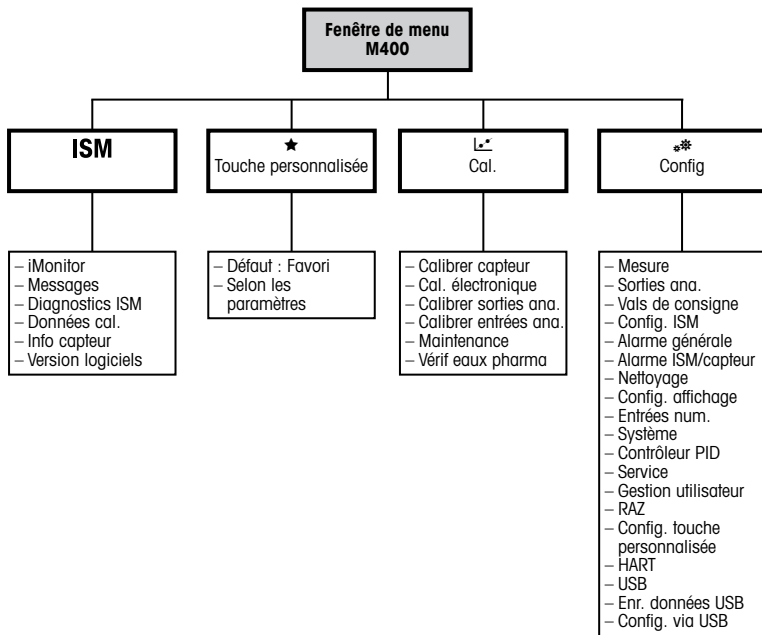 Fenêtre de menu
M400
ISM
Touche personnalisée
Cal.
Config
– iMonitor
– Messages
– Diagnostics ISM
– Données cal.
– Info capteur
– Version logiciels
– Défaut : Favori
– Selon les
paramètres
– Calibrer capteur
– Cal. électronique
– Calibrer sorties ana.
– Calibrer entrées ana.
– Maintenance
– Vérif eaux pharma
– Mesure
– Sorties ana.
– Vals de consigne
– Config. ISM
– Alarme générale
– Alarme ISM/capteur
– Nettoyage
– Config. affichage
– Entrées num.
– Système
– Contrôleur PID
– Service
– Gestion utilisateur
– RAZ
– Config. touche
personnalisée
– HART
– USB
– Enr. données USB
– Config. via USB